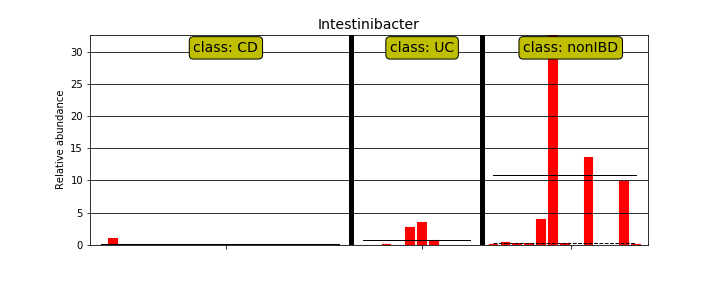 Intestinibacter
class: CD
class: UC
class: nonIBD
Relative abundance
30
25
20
15
10
5
0